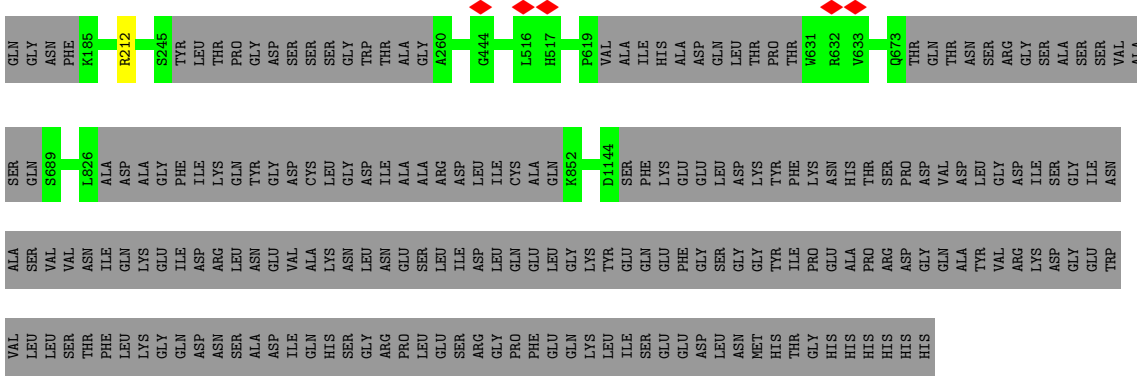 GLN GLY ASN PHE K185 R212 S245 TYR LEU THR PRO GLY ASP SER SER SER GLY TRP THR ALA GLY A260 G444 L516 H517 P619 VAL ALA ILE HIS ALA ASP GLN LEU THR PRO THR W631 R632 V633 Q673 THR GLN THR ASN SER ARG GLY SER ALA SER SER VAL ALA
SER GLN S689 L826 ALA ASP ALA GLY PHE ILE LYS GLN TYR GLY ASP CYS LEU GLY ASP ILE ALA ALA ARG ASP LEU ILE CYS ALA GLN K852 D1144 SER PHE LYS GLU GLU LEU ASP LYS TYR PHE LYS ASN HIS THR SER PRO ASP VAL ASP LEU GLY ASP ILE SER GLY ILE ASN
ALA SER VAL VAL ASN ILE GLN LYS GLU ILE ASP ARG LEU ASN GLU VAL ALA LYS ASN LEU ASN GLU SER LEU ILE ASP LEU GLN GLU LEU GLY LYS TYR GLU GLN GLU PHE GLY SER GLY GLY TYR ILE PRO GLU ALA PRO ARG ASP GLY GLN ALA TYR VAL ARG LYS ASP GLY GLU TRP
VAL LEU LEU SER THR PHE LEU LYS GLY GLN ASP ASN SER ALA ASP ILE GLN HIS SER GLY ARG PRO LEU GLU SER ARG GLY PRO PHE GLU GLN LYS LEU ILE SER GLU GLU ASP LEU ASN MET HIS THR GLY HIS HIS HIS HIS HIS HIS